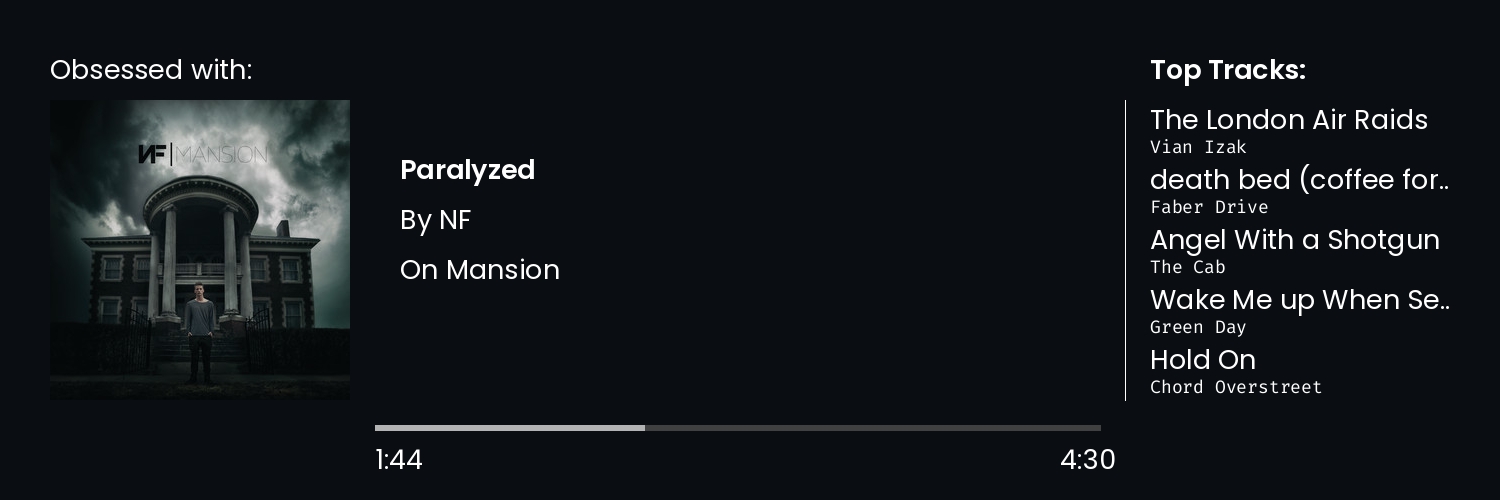 Obsessed with:
NF|MANSION
Paralyzed
By NF
On Mansion
1:44
4:30
Top Tracks:
The London Air Raids
Vian Izak
death bed (coffee for..
Faber Drive
Angel With a Shotgun
The Cab
Wake Me up When Se..
Green Day
Hold On
Chord Overstreet